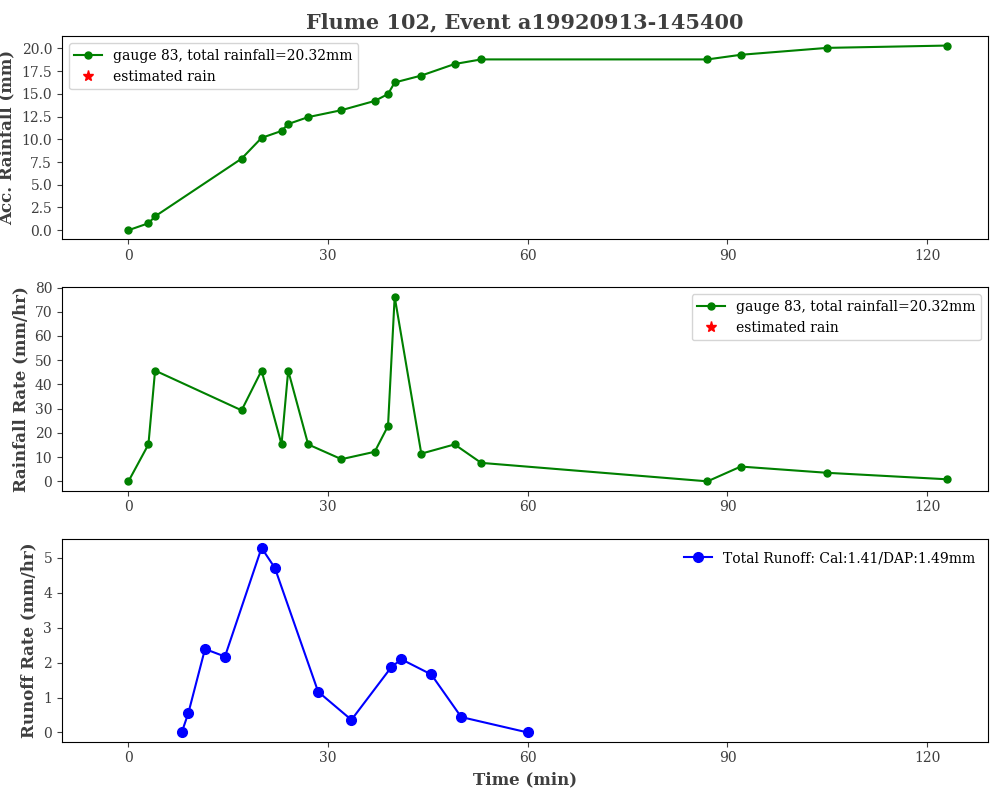 Flume 102, Event a19920913-145400
Acc. Rainfall (mm)
20.0
17.5
15.0
12.5
10.0
7.5
5.0
2.5
0.0
gauge 83, total rainfall=20.32mm
estimated rain
0 30 60 90 120
Rainfall Rate (mm/hr)
80
70
60
50
40
30
20
10
0
gauge 83, total rainfall=20.32mm
estimated rain
0 30 60 90 120
Runoff Rate (mm/hr)
5
4
3
2
1
0
Total Runoff: Cal:1.41/DAP:1.49mm
0 30 60 90 120
Time (min)